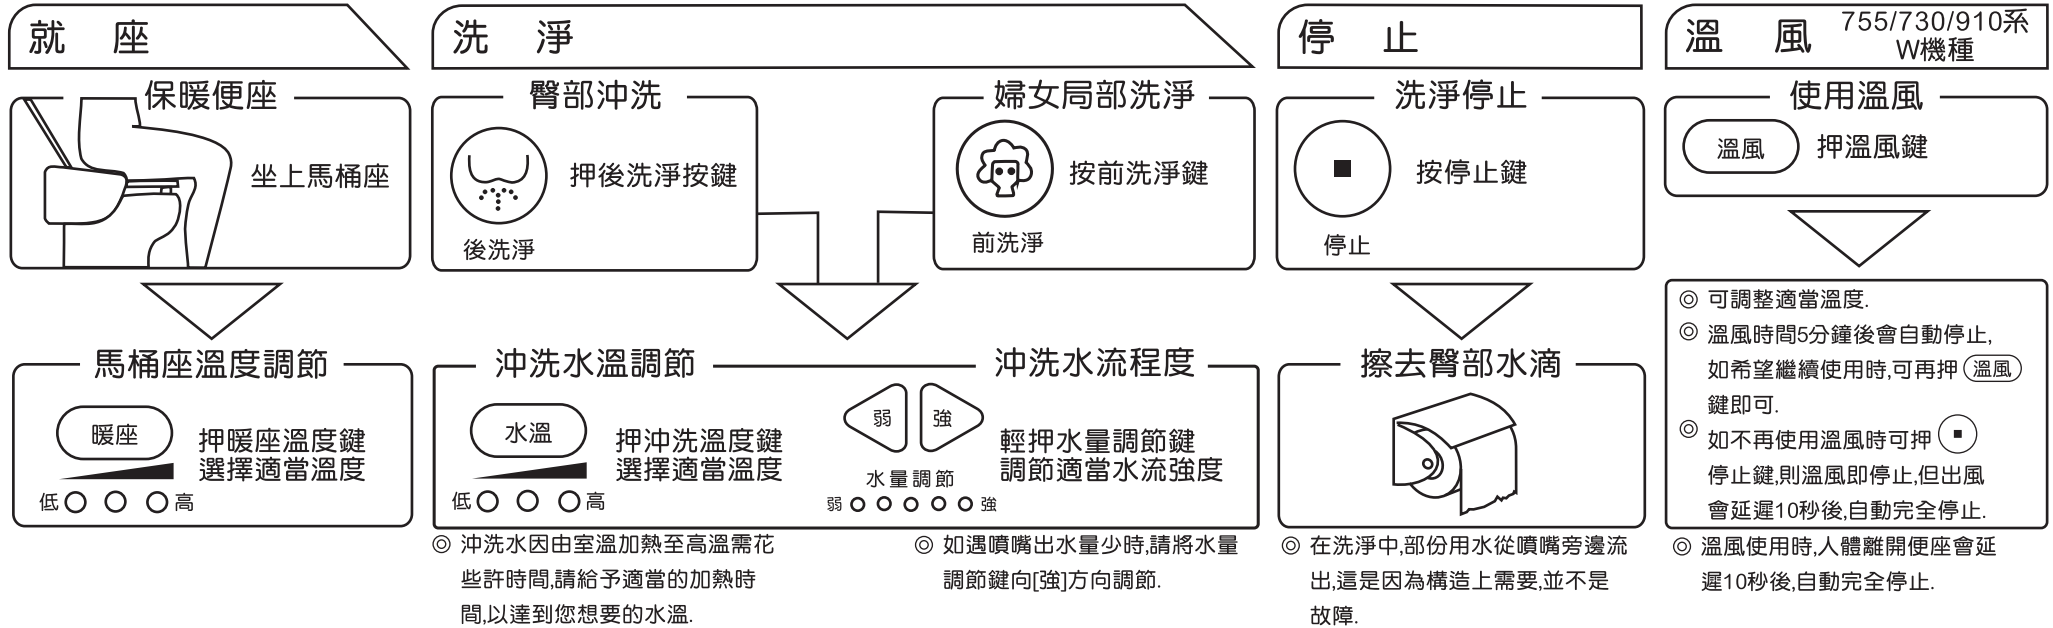 就 座
保暖便座
坐上馬桶座
馬桶座溫度調節
暖座
押暖座溫度鍵
選擇適當溫度
低
高
洗 淨
臀部沖洗
押後洗淨按鍵
後洗淨
婦女局部洗淨
按前洗淨鍵
前洗淨
沖洗水溫調節
水溫
押沖洗溫度鍵
選擇適當溫度
低
高
沖洗水流程度
弱
強
輕押水量調節鍵
調節適當水流強度
水量調節
弱
強
◎ 沖洗水因由室溫加熱至高溫需花
些許時間,請給予適當的加熱時
間,以達到您想要的水溫.
◎ 如遇噴嘴出水量少時,請將水量
調節鍵向[強]方向調節.
停 止
洗淨停止
按停止鍵
停止
擦去臀部水滴
◎ 在洗淨中,部份用水從噴嘴旁邊流
出,這是因為構造上需要,並不是
故障.
溫 風
755/730/910系
W機種
使用溫風
溫風
押溫風鍵
◎ 可調整適當溫度.
◎ 溫風時間5分鐘後會自動停止,
如希望繼續使用時,可再押 溫風
鍵即可.
◎ 如不再使用溫風時可押
停止鍵,則溫風即停止,但出風
會延遲10秒後,自動完全停止.
◎ 溫風使用時,人體離開便座會延
遲10秒後,自動完全停止.